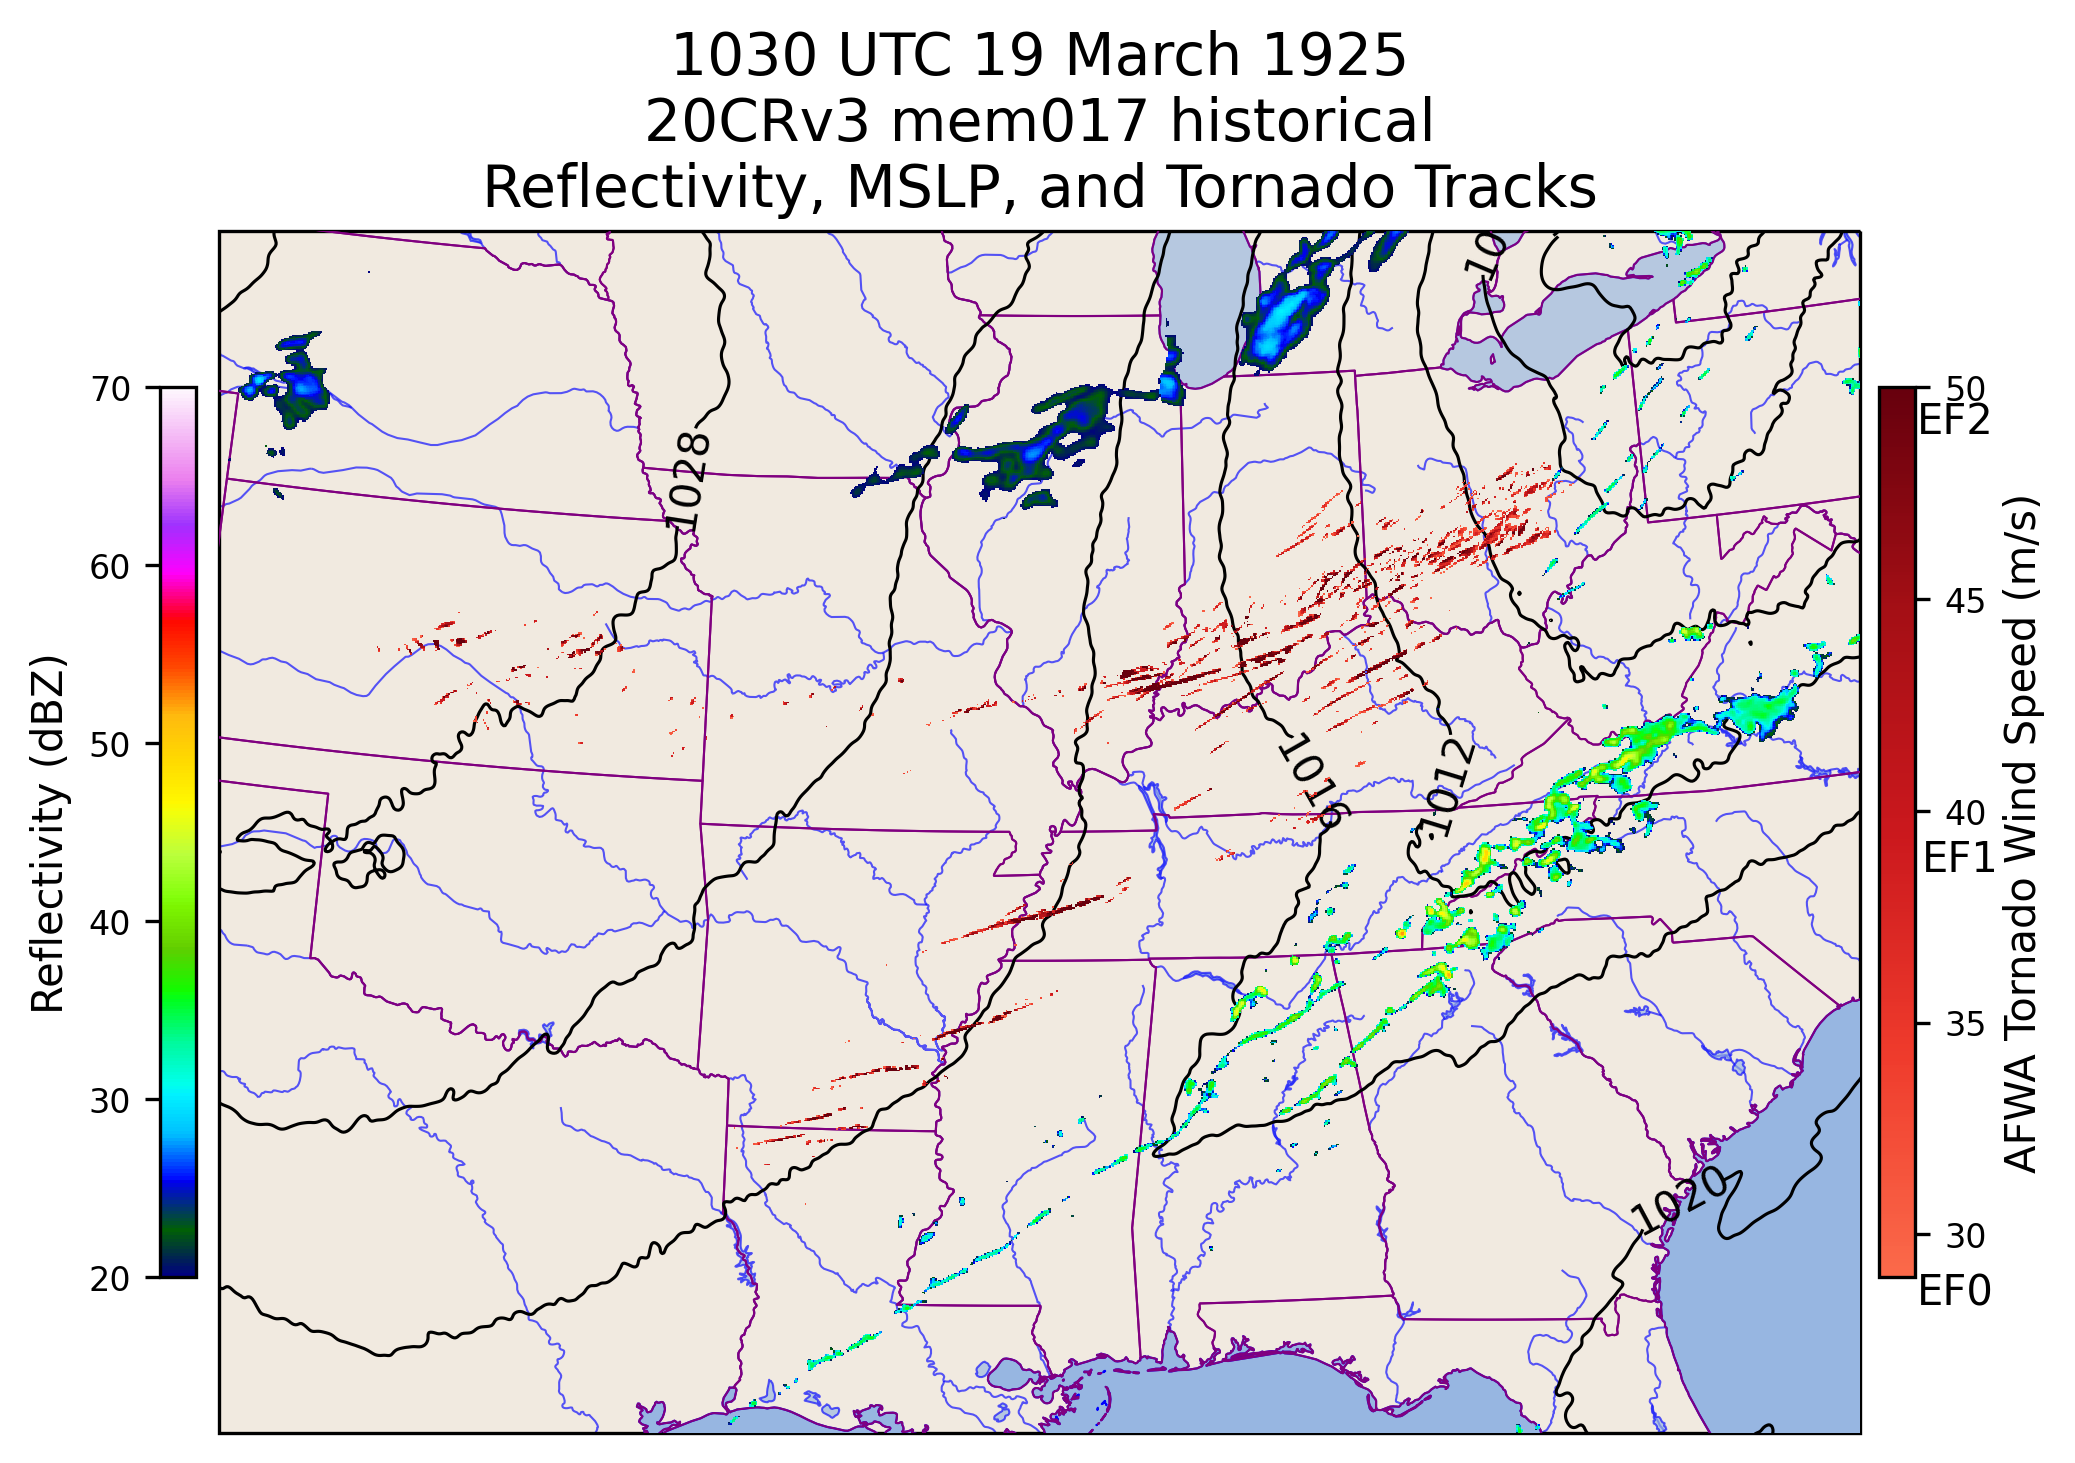 1030 UTC 19 March 1925
20CRv3 mem017 historical
Reflectivity, MSLP, and Tornado Tracks
70
60
50
40
30
20
Reflectivity (dBZ)
10
1028
1016
1012
1020
50
EF2
45
40
EF1
35
30
EF0
AFWA Tornado Wind Speed (m/s)